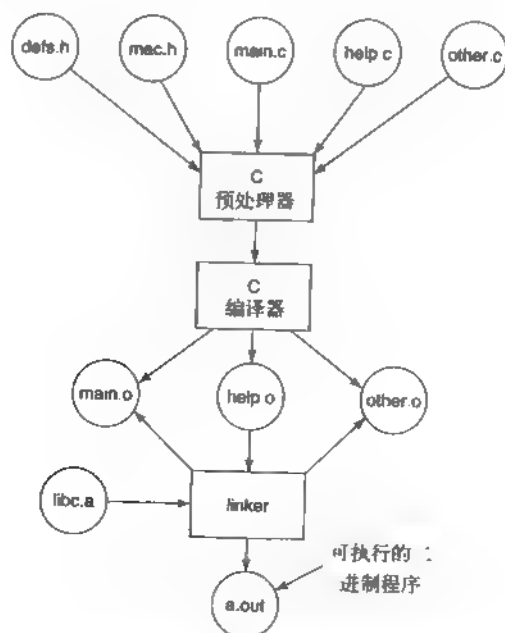 defs.h
mac.h
main.c
help c
other.c
C
预处理器
C
编译器
main.o
help o
other.o
libc.a
linker
可执行的
进制程序
a.out